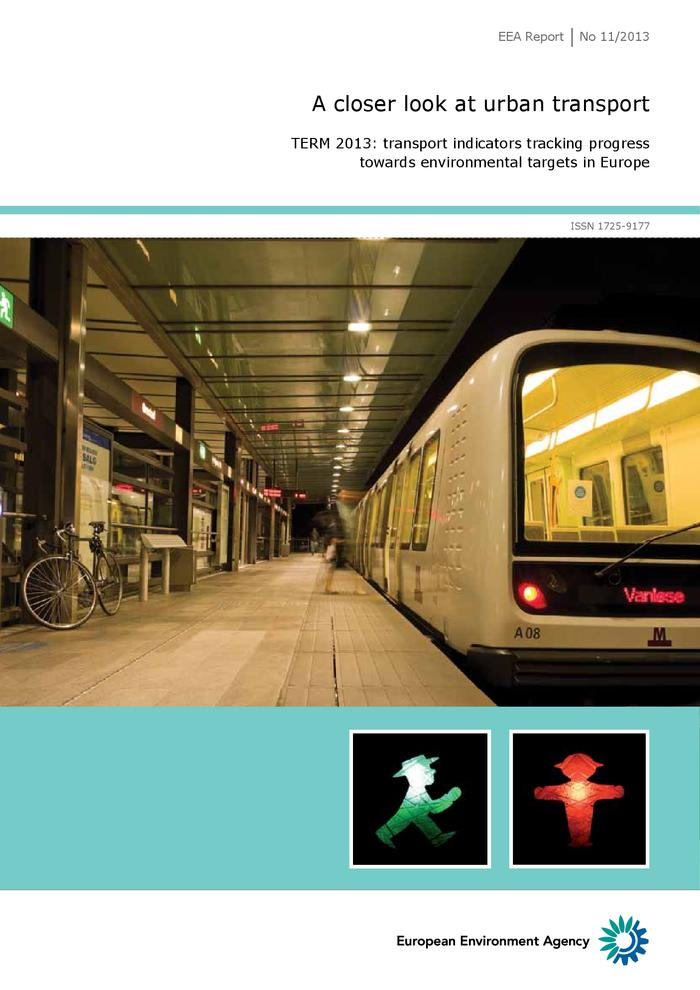 EEA Report | No 11/2013
A closer look at urban transport
TERM 2013: transport indicators tracking progress
towards environmental targets in Europe
ISSN 1725-9177
SALG
Vanløse
A 08
M
European Environment Agency